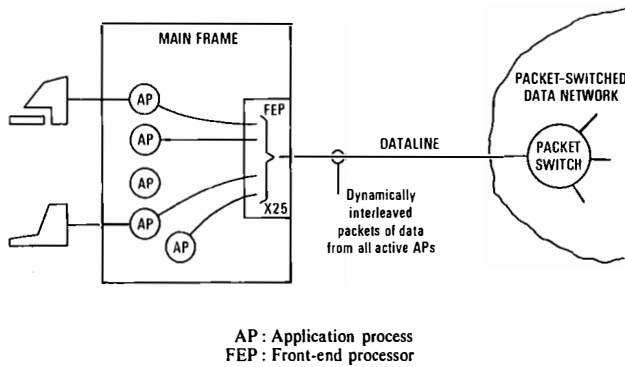 MAIN FRAME
AP
AP
AP
AP
AP
FEP
X25
DATALINE
Dynamically
interleaved
packets of data
from all active APs
PACKET-SWITCHED
DATA NETWORK
PACKET
SWITCH
AP : Application process
FEP : Front-end processor